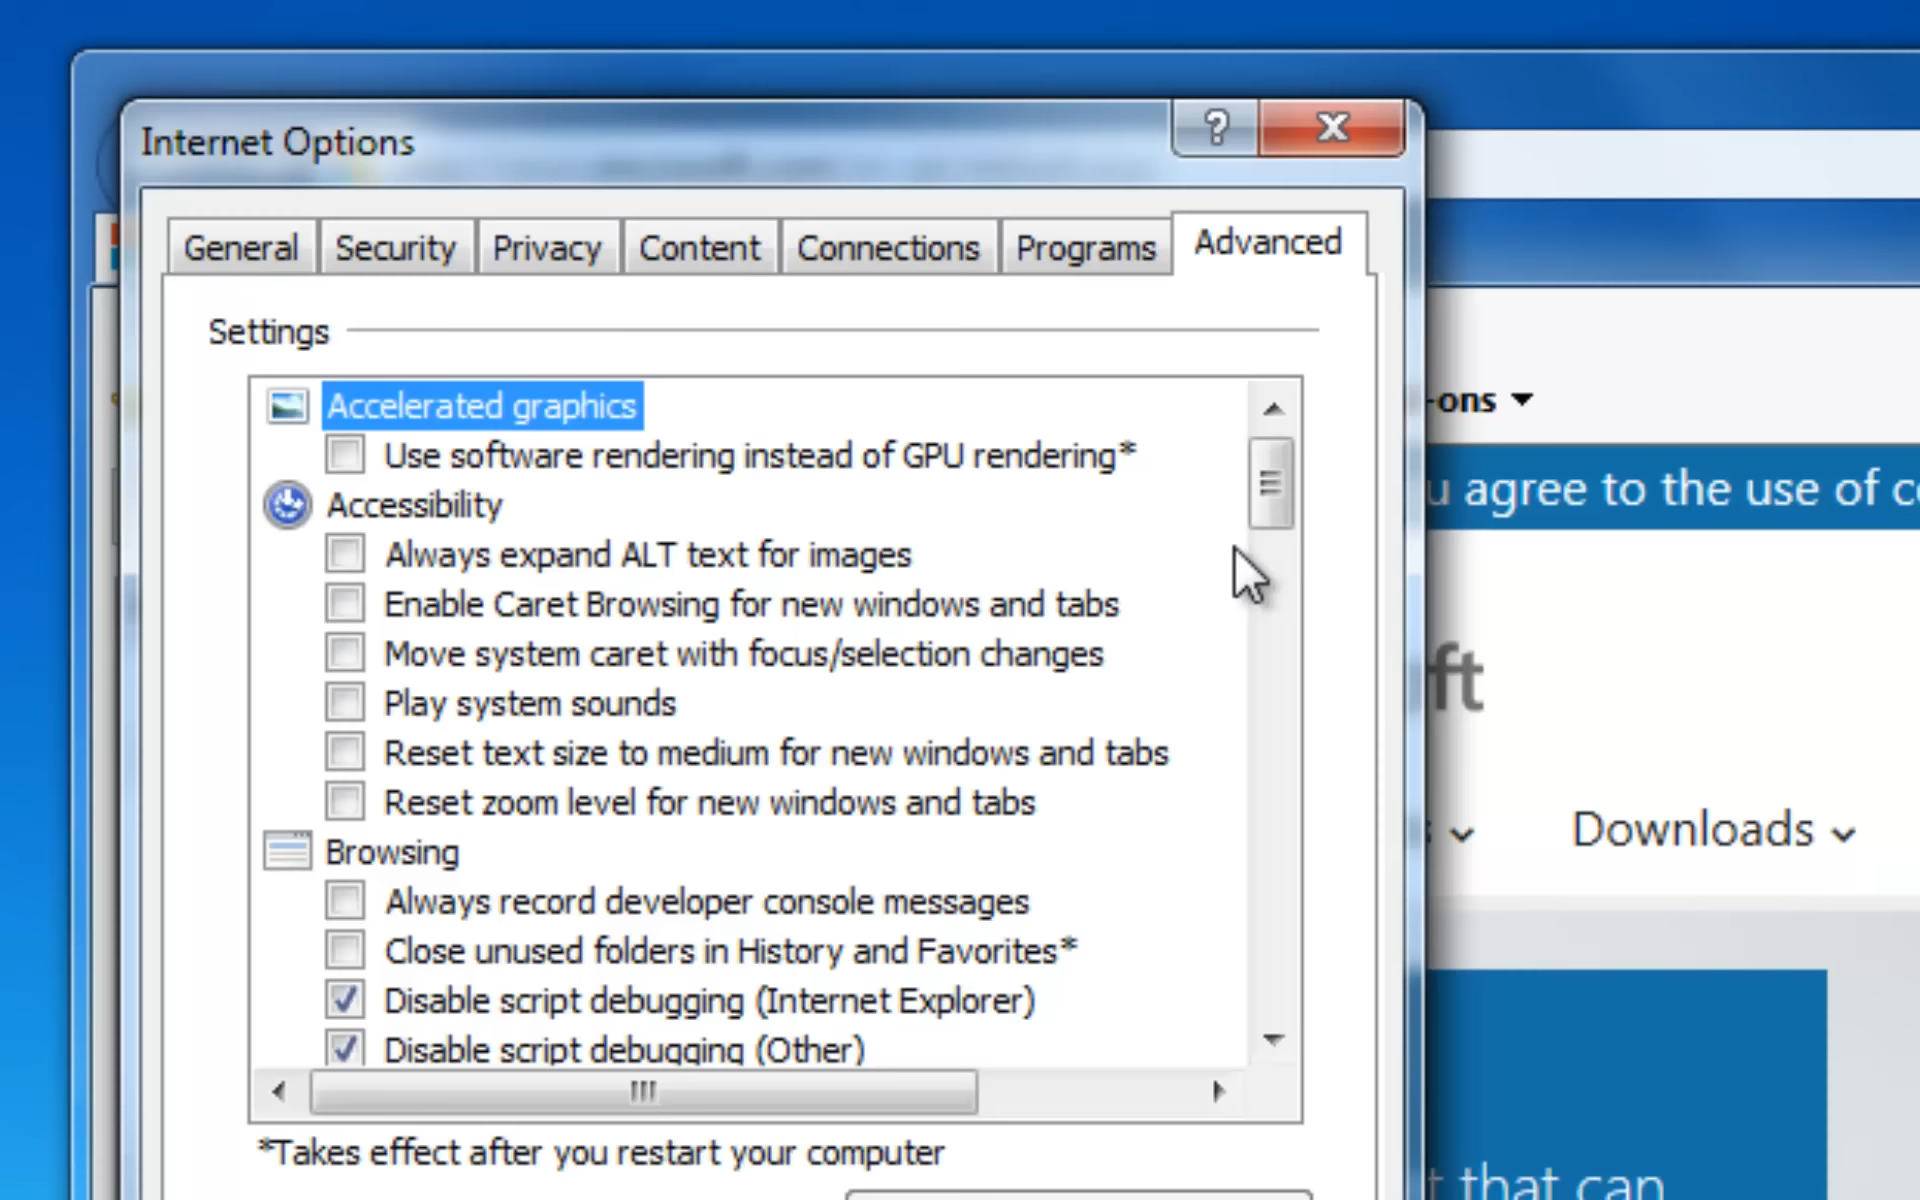 Internet Options
General Security Privacy Content Connections Programs Advanced
Settings
Accelerated graphics
Use software rendering instead of GPU rendering*
Accessibility
Always expand ALT text for images
Enable Caret Browsing for new windows and tabs
Move system caret with focus/selection changes
Play system sounds
Reset text size to medium for new windows and tabs
Reset zoom level for new windows and tabs
Browsing
Always record developer console messages
Close unused folders in History and Favorites*
Disable script debugging (Internet Explorer)
Disable script debugging (Other)
*Takes effect after you restart your computer
-ons
u agree to the use of c
ft
Downloads
t that can